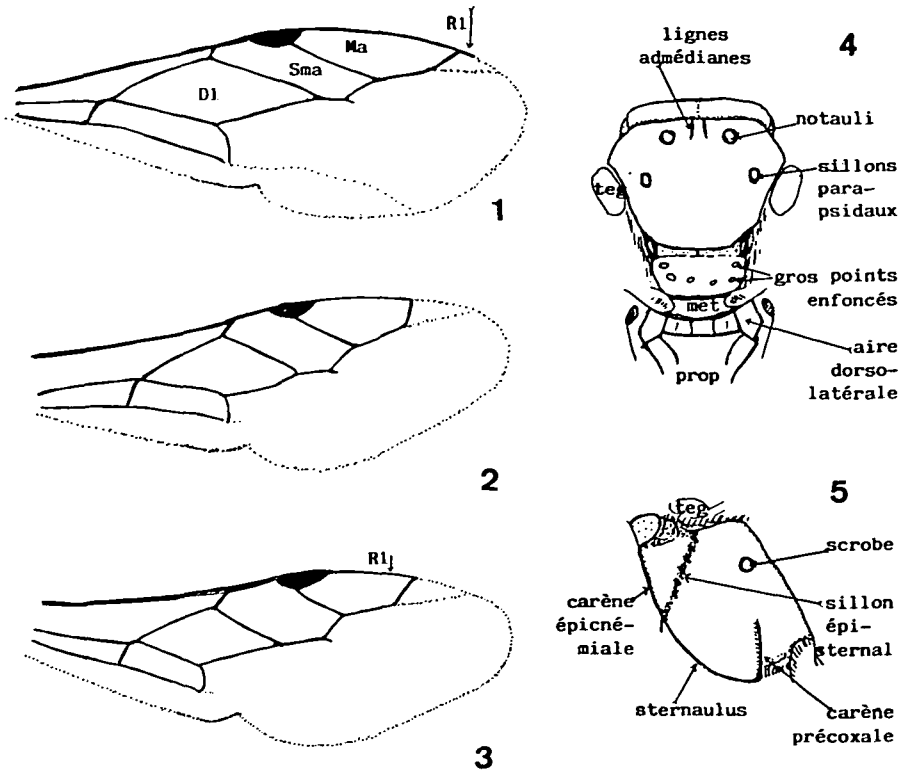 R1
Ma
Sma
D1
1
2
R1
3
4
lignes
admédianes
notauli
sillons
para-
psidaux
teg
gros points
enfoncés
met
aire
dorso-
latérale
prop
5
teg
scrobe
carène
épicné-
miale
sillon
épi-
sternal
sternaulus
carène
précoxale